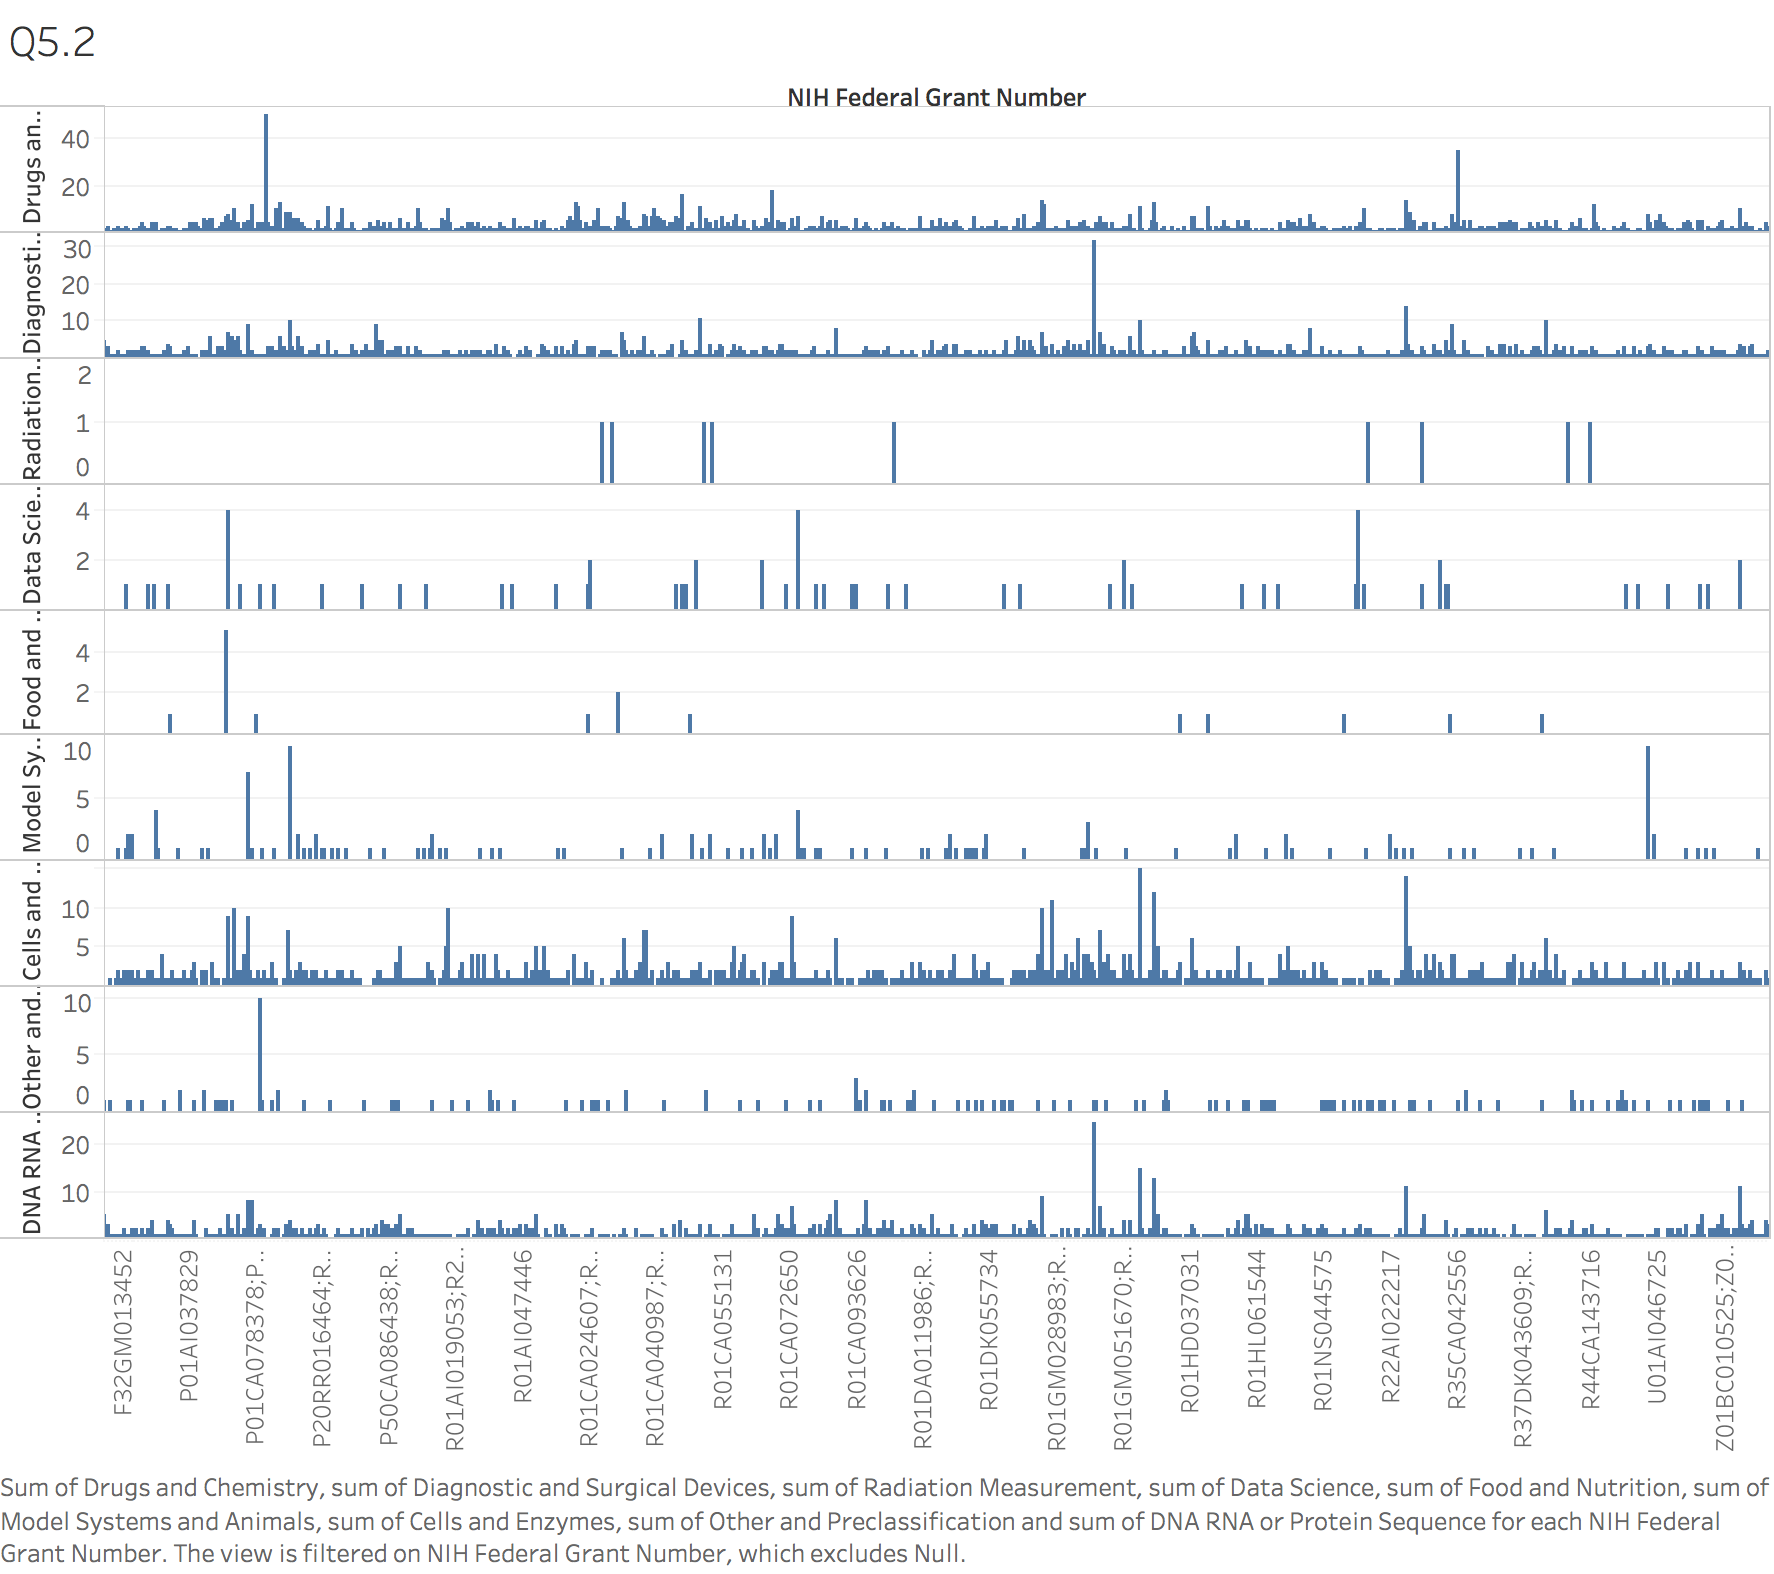 Q5.2
NIH Federal Grant Number
Drugs an..
40
20
Diagnosti..
30
20
10
Radiation..
2
1
0
Data Scie..
4
2
Food and ..
4
2
Model Sy..
10
5
0
Cells and ..
10
5
Other and..
10
5
0
DNA RNA ..
20
10
F32GM013452
P01AI037829
P01CA078378;P..
P20RR016464;R..
P50CA086438;R..
R01AI019053;R2..
R01AI047446
R01CA024607;R..
R01CA040987;R..
R01CA055131
R01CA072650
R01CA093626
R01DA011986;R..
R01DK055734
R01GM028983;R..
R01GM051670;R..
R01HD037031
R01HL061544
R01NS044575
R22AI022217
R35CA042556
R37DK043609;R..
R44CA143716
U01AI046725
Z01BC010525;Z0..
Sum of Drugs and Chemistry, sum of Diagnostic and Surgical Devices, sum of Radiation Measurement, sum of Data Science, sum of Food and Nutrition, sum of
Model Systems and Animals, sum of Cells and Enzymes, sum of Other and Preclassification and sum of DNA RNA or Protein Sequence for each NIH Federal
Grant Number. The view is filtered on NIH Federal Grant Number, which excludes Null.